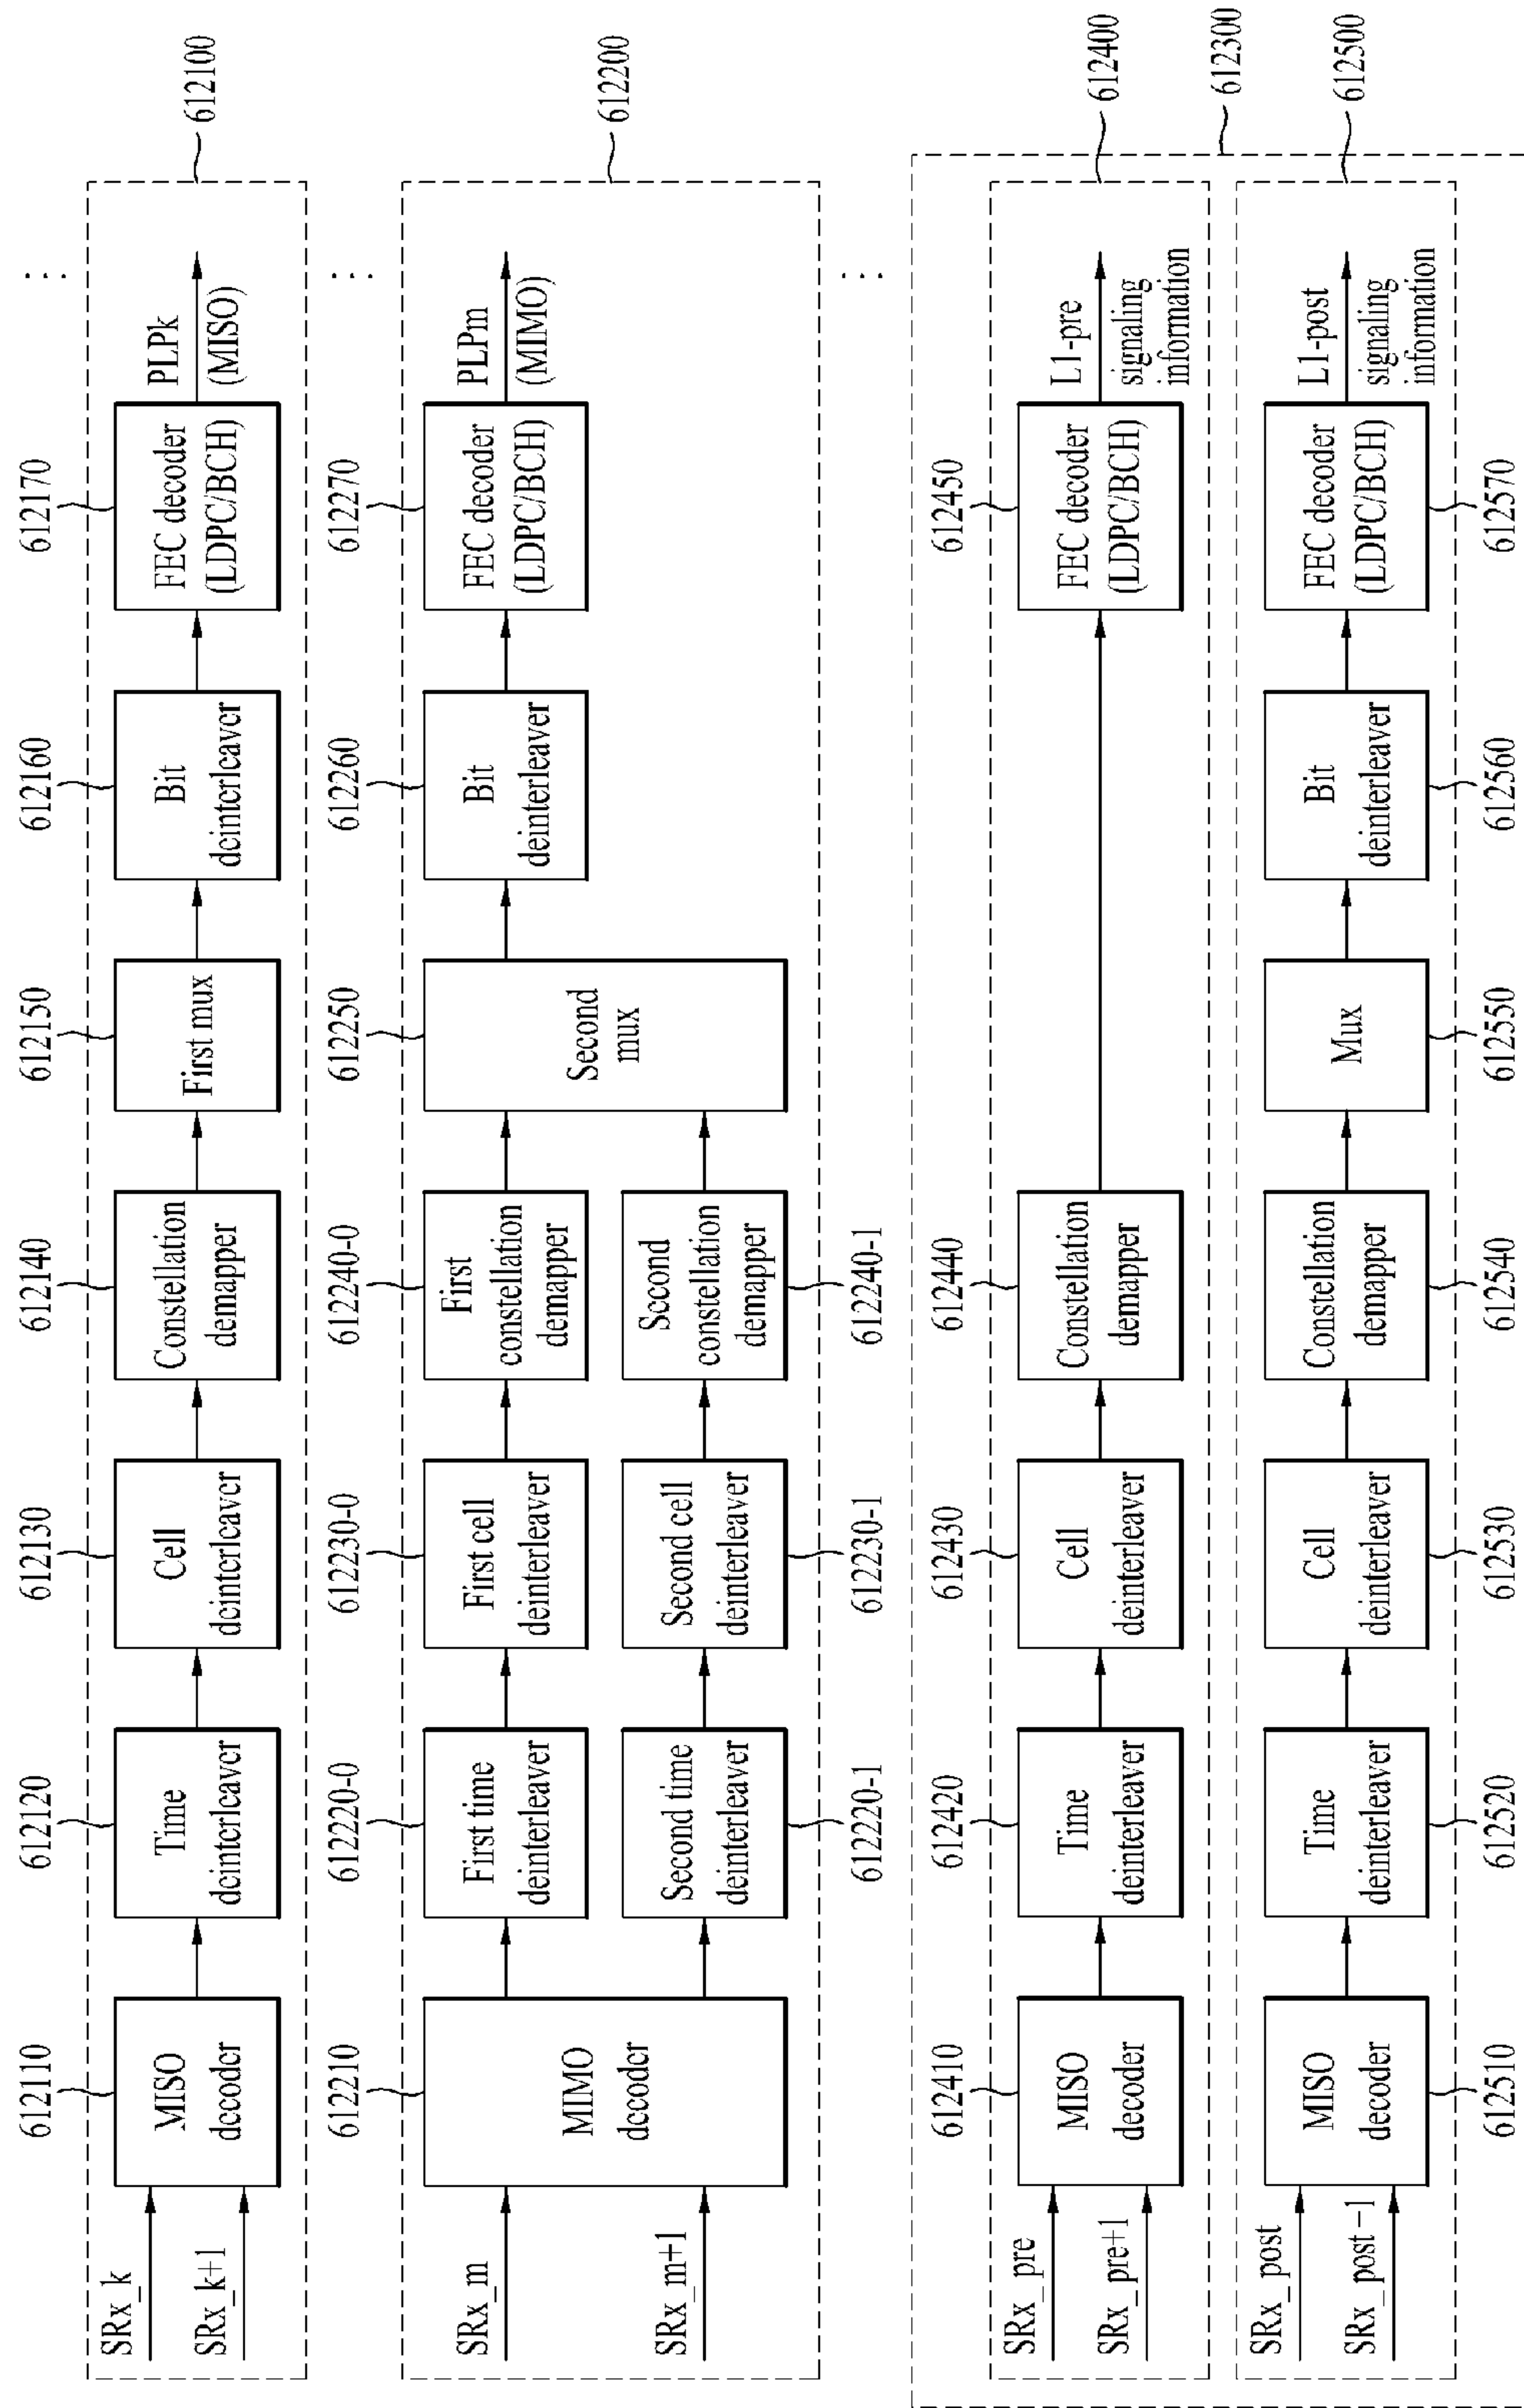 612110
612120
612130
612140
612150
612160
612170
SRx_k
SRx_k+1
MISO
decoder
Time
deinterleaver
Cell
deinterleaver
Constellation
demapper
First mux
Bit
deinterleaver
FEC decoder
(LDPC/BCH)
PLPk
(MISO)
612100
612210
612220-0
612230-0
612240-0
612250
612260
612270
SRx_m
SRx_m+1
MIMO
decoder
First time
deinterleaver
First cell
deinterleaver
First
constellation
demapper
Second time
deinterleaver
Second cell
deinterleaver
Second
constellation
demapper
Second
mux
Bit
deinterleaver
FEC decoder
(LDPC/BCH)
PLPm
(MIMO)
612200
612220-1
612230-1
612240-1
612410
612420
612430
612440
612450
SRx_pre
SRx_pre+1
MISO
decoder
Time
deinterleaver
Cell
deinterleaver
Constellation
demapper
FEC decoder
(LDPC/BCH)
L1-pre
signaling
information
612400
612300
SRx_post
SRx_post−1
MISO
decoder
Time
deinterleaver
Cell
deinterleaver
Constellation
demapper
Mux
Bit
deinterleaver
FEC decoder
(LDPC/BCH)
L1-post
signaling
information
612500
612510
612520
612530
612540
612550
612560
612570